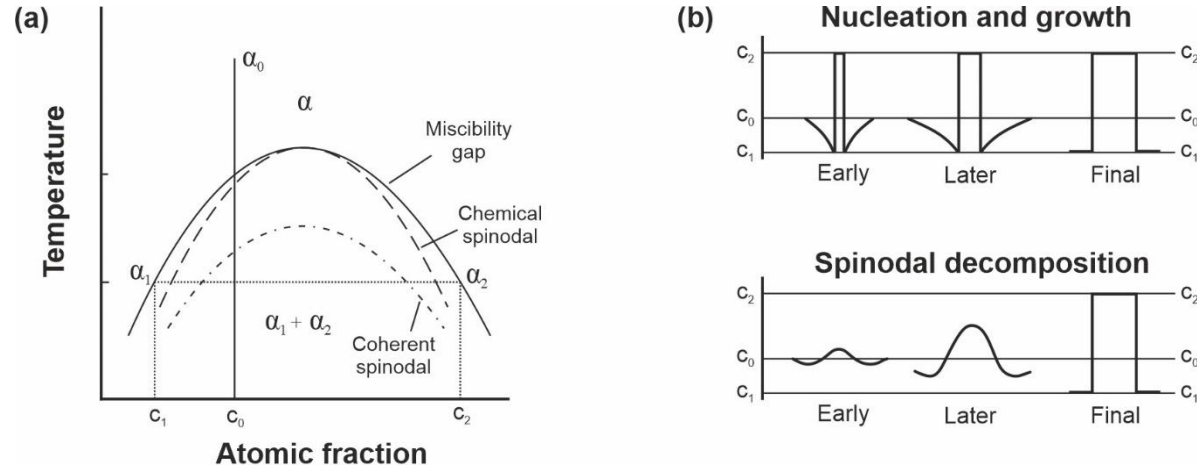 (a)
α₀
α
Miscibility
gap
Chemical
spinodal
α₁
α₂
α₁ + α₂
Coherent
spinodal
Temperature
C₁
C₀
C₂
Atomic fraction
(b)
Nucleation and growth
C₂
C₂
C₀
C₀
C₁
C₁
Early
Later
Final
Spinodal decomposition
C₂
C₂
C₀
C₀
C₁
C₁
Early
Later
Final